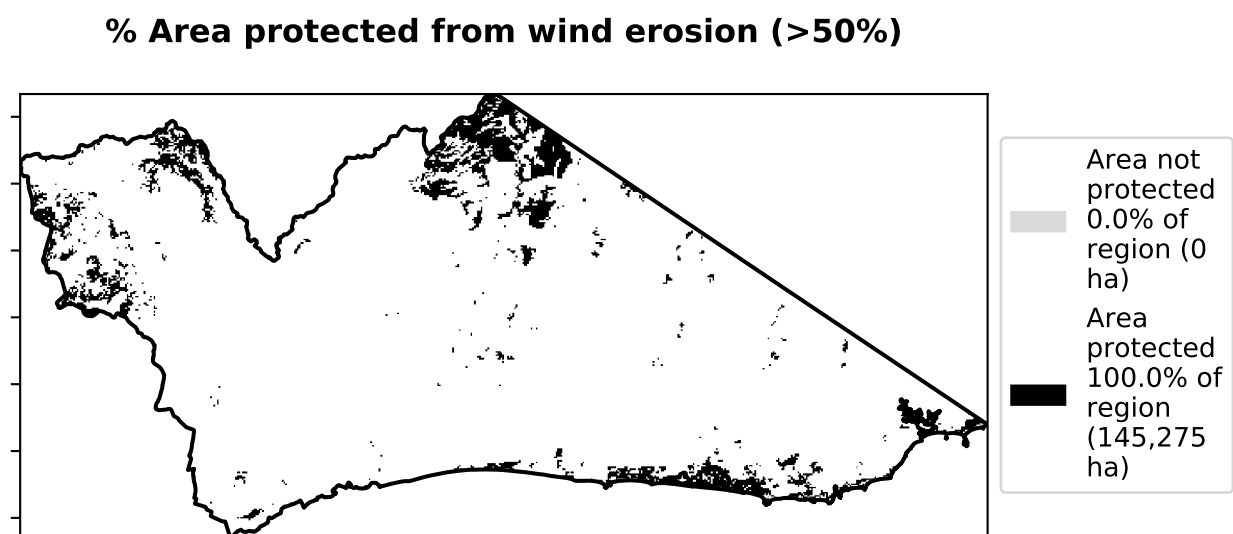 % Area protected from wind erosion (>50%)
Area not
protected
0.0% of
region (0
ha)
Area
protected
100.0% of
region
(145,275
ha)